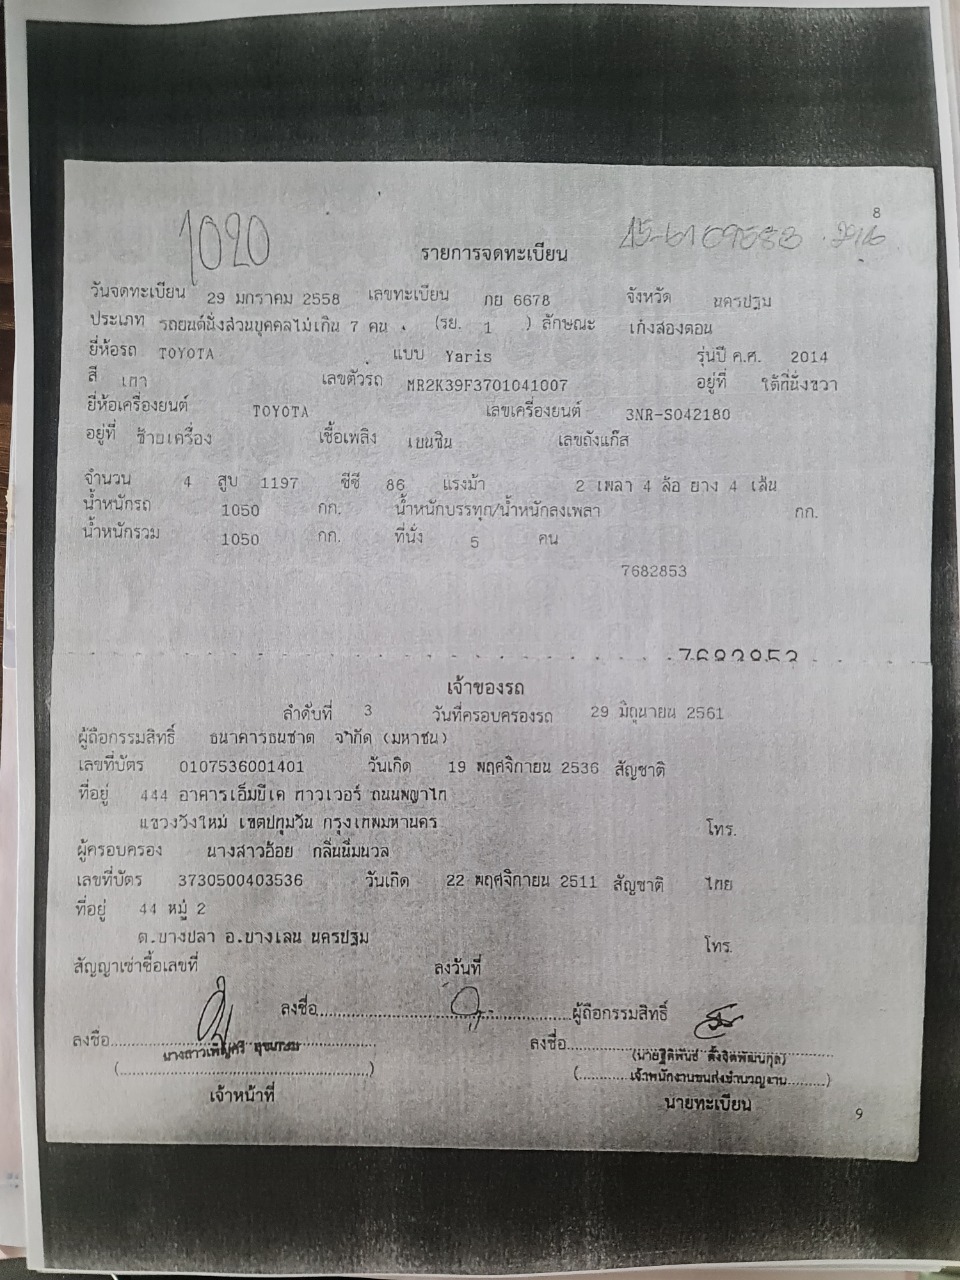 8
1020
รายการจดทะเบียน
วันจดทะเบียน 29 มกราคม 2558 เลขทะเบียน กย 6678 จังหวัด นครปฐม
ประเภท รถยนต์นั่งส่วนบุคคลไม่เกิน 7 คน (รย. 1 ) ลักษณะ เก๋งสองตอน
ยี่ห้อรถ TOYOTA แบบ Yaris รุ่นปี ค.ศ. 2014
สี เทา เลขตัวรถ MR2K39F3701041007 อยู่ที่ ใต้ที่นั่งขวา
ยี่ห้อเครื่องยนต์ TOYOTA เลขเครื่องยนต์ 3NR-S042180
อยู่ที่ ซ้ายเครื่อง เชื้อเพลิง เบนซิน เลขถังแก๊ส
จำนวน 4 สูบ 1197 ซีซี 86 แรงม้า 2 เพลา 4 ล้อ ยาง 4 เส้น
น้ำหนักรถ 1050 กก. น้ำหนักบรรทุก/น้ำหนักลงเพลา กก.
น้ำหนักรวม 1050 กก. ที่นั่ง 5 คน
7682853
เจ้าของรถ
ลำดับที่ 3 วันที่ครอบครองรถ 29 มิถุนายน 2561
ผู้ถือกรรมสิทธิ์ ธนาคารธนชาต จำกัด (มหาชน)
เลขที่บัตร 0107536001401 วันเกิด 19 พฤศจิกายน 2536 สัญชาติ
ที่อยู่ 444 อาคารเอ็มบีเค ทาวเวอร์ ถนนพญาไท
แขวงวังใหม่ เขตปทุมวัน กรุงเทพมหานคร โทร.
ผู้ครอบครอง นางสาวอ้อย กลิ่นนิ่มนวล
เลขที่บัตร 3730500403536 วันเกิด 22 พฤศจิกายน 2511 สัญชาติ ไทย
ที่อยู่ 44 หมู่ 2
ต.บางปลา อ.บางเลน นครปฐม โทร.
สัญญาเช่าซื้อเลขที่ ลงวันที่
ลงชื่อ ผู้ถือกรรมสิทธิ์
ลงชื่อ ลงชื่อ
เจ้าพนักงานขนส่งชำนาญงาน
เจ้าหน้าที่ นายทะเบียน
9